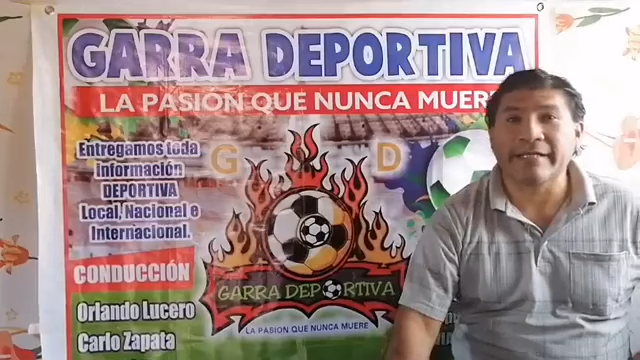 GARRA DEPORTIVA
LA PASION QUE NUNCA MUERE
Entregamos toda
información
DEPORTIVA
Local, Nacional e
Internacional.
G D
CONDUCCIÓN
Orlando Lucero
Carlo Zapata
GARRA DEPORTIVA
LA PASION QUE NUNCA MUERE